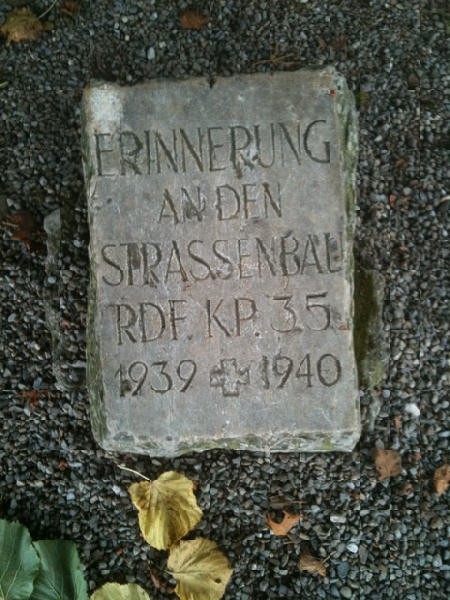 ERINNERUNG
AN DEN
STRASSENBAU
RDF. KP. 35
1939 1940